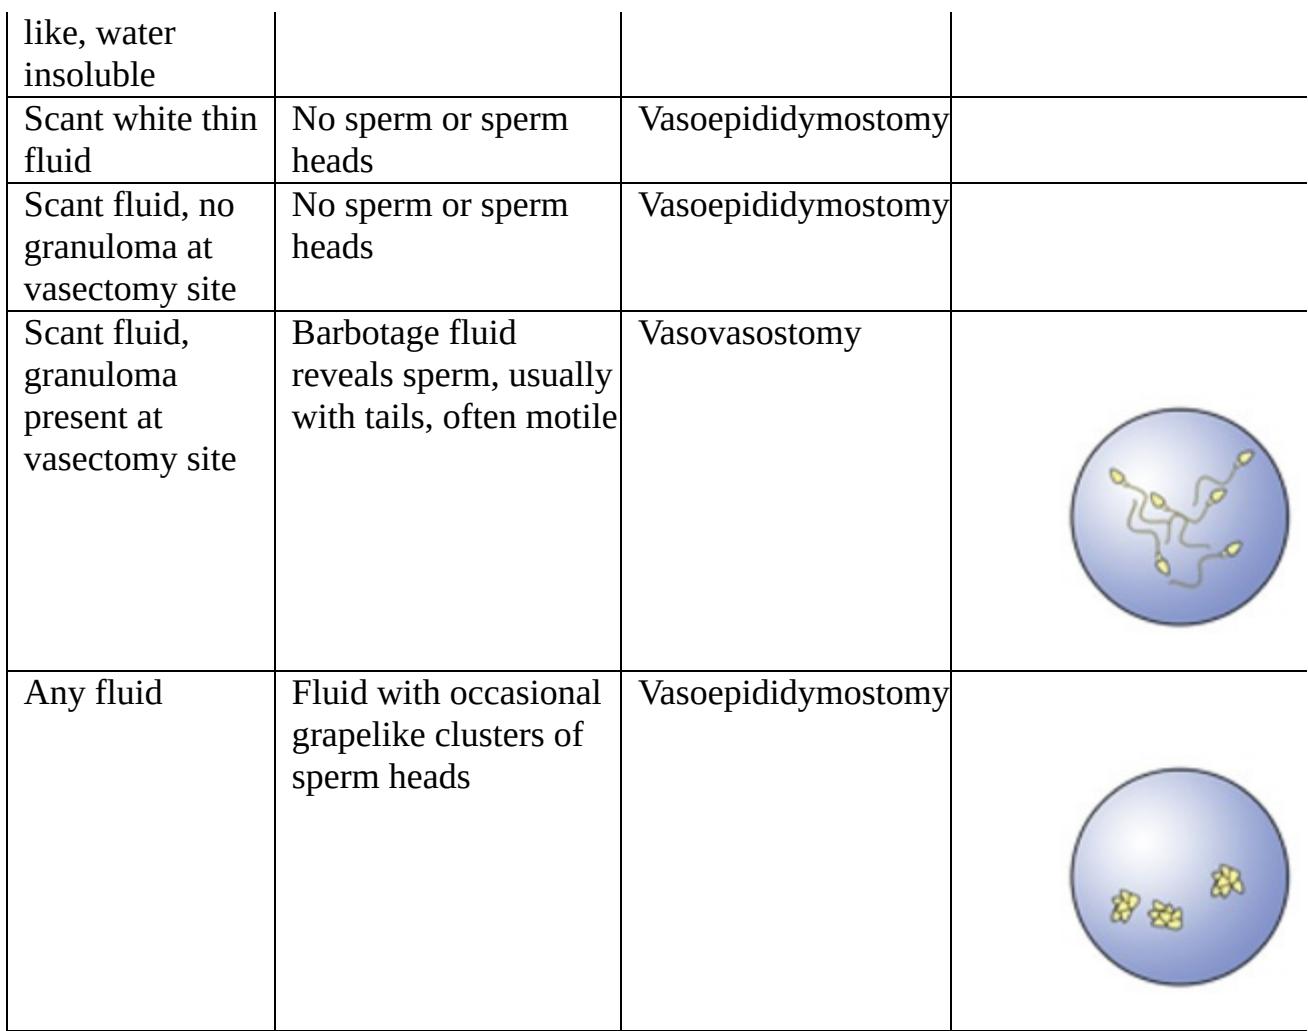 like, water
insoluble
Scant white thin
fluid
No sperm or sperm
heads
Vasoepididymostomy
Scant fluid, no
granuloma at
vasectomy site
No sperm or sperm
heads
Vasoepididymostomy
Scant fluid,
granuloma
present at
vasectomy site
Barbotage fluid
reveals sperm, usually
with tails, often motile
Vasovasostomy
Any fluid
Fluid with occasional
grapelike clusters of
sperm heads
Vasoepididymostomy